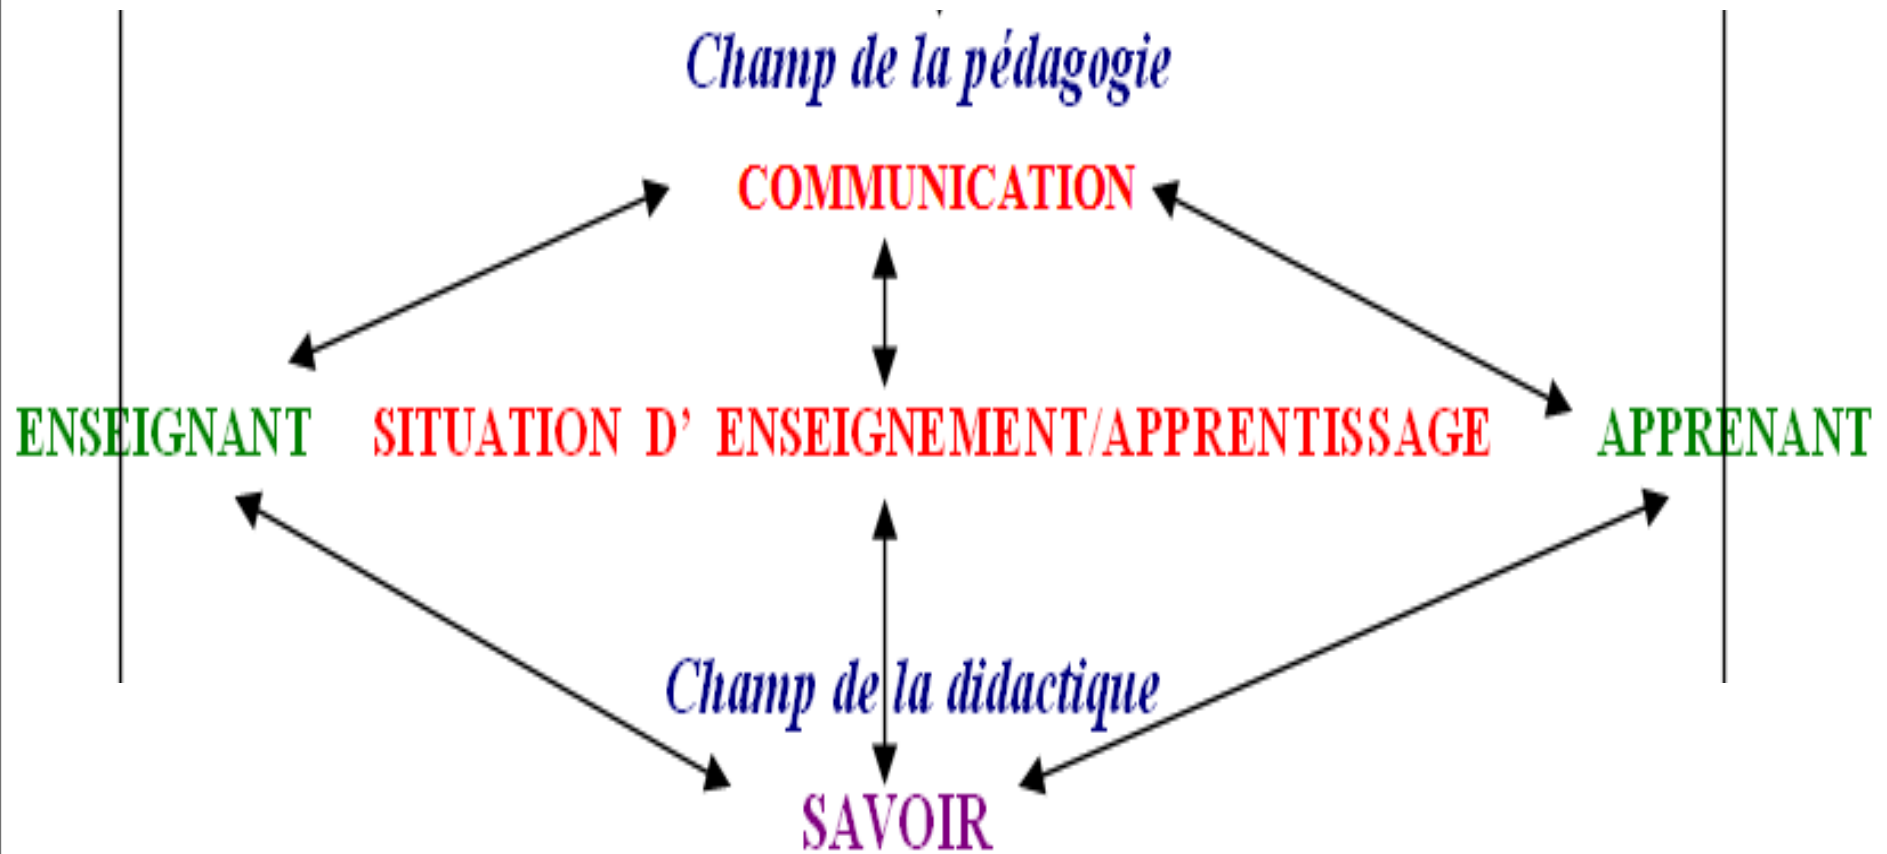 Champ de la pédagogie
COMMUNICATION
ENSEIGNANT SITUATION D' ENSEIGNEMENT/APPRENTISSAGE APPRENANT
Champ de la didactique
SAVOIR